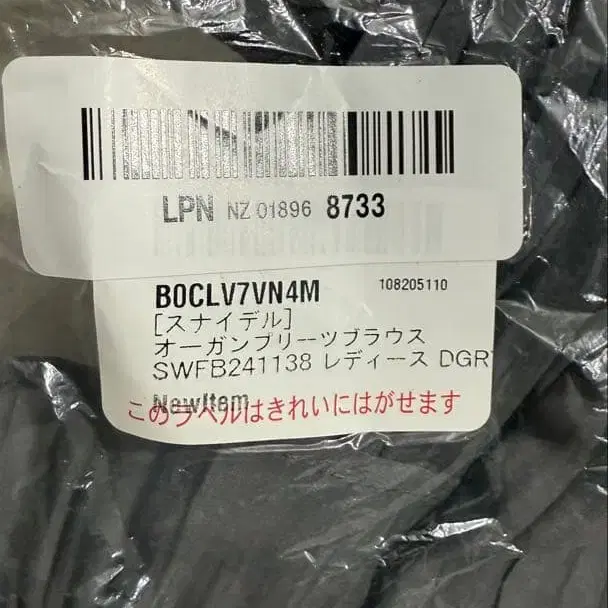 LPN NZ 01896 8733
B0CLV7VN4M 108205110
[スナイデル]
オーガンプリーツブラウス
SWFB241138 レディース DGRY
NewItem
このラベルはきれいにはがせます